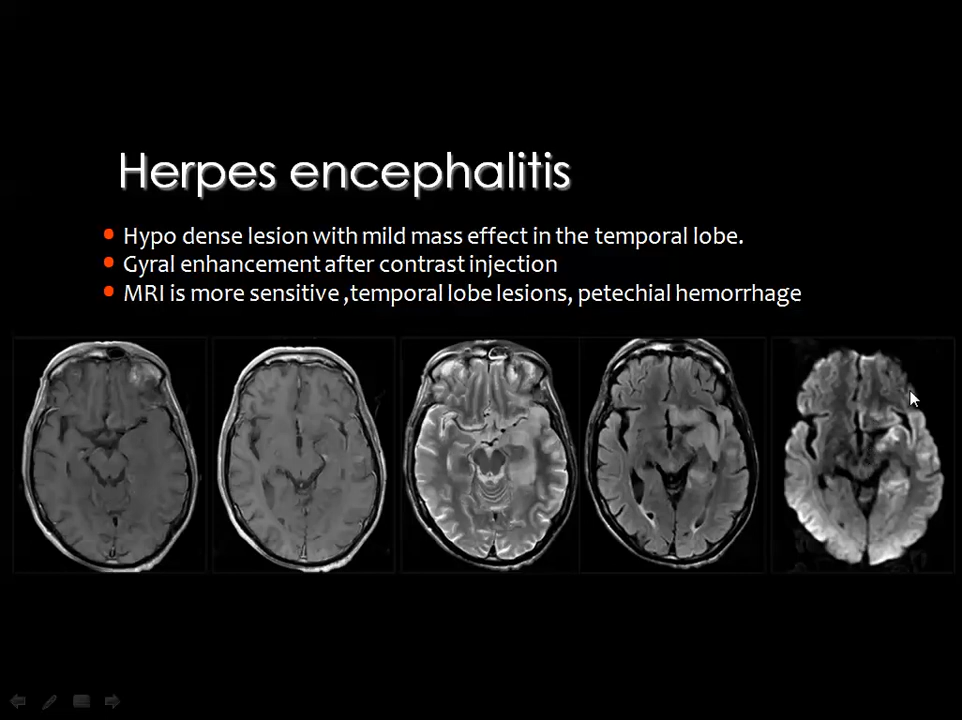 Herpes encephalitis
• Hypo dense lesion with mild mass effect in the temporal lobe.
• Gyral enhancement after contrast injection
• MRI is more sensitive ,temporal lobe lesions, petechial hemorrhage